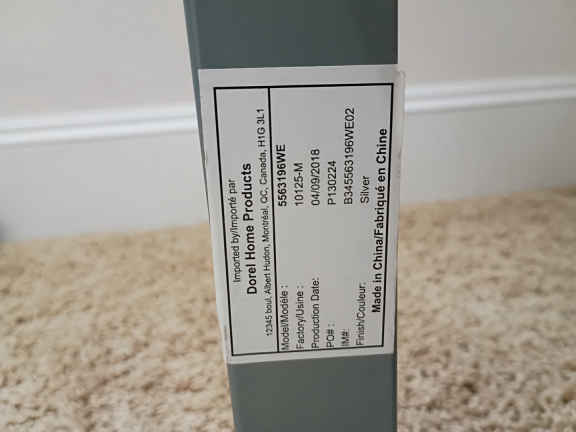 Imported by/Importé par
Dorel Home Products
12345 boul. Albert Hudon, Montréal, QC, Canada, H1G 3L1
Model/Modèle : 5563196WE
Factory/Usine : 10125-M
Production Date: 04/09/2018
PO# : P130224
IM#: B345563196WE02
Finish/Couleur: Silver
Made in China/Fabriqué en Chine